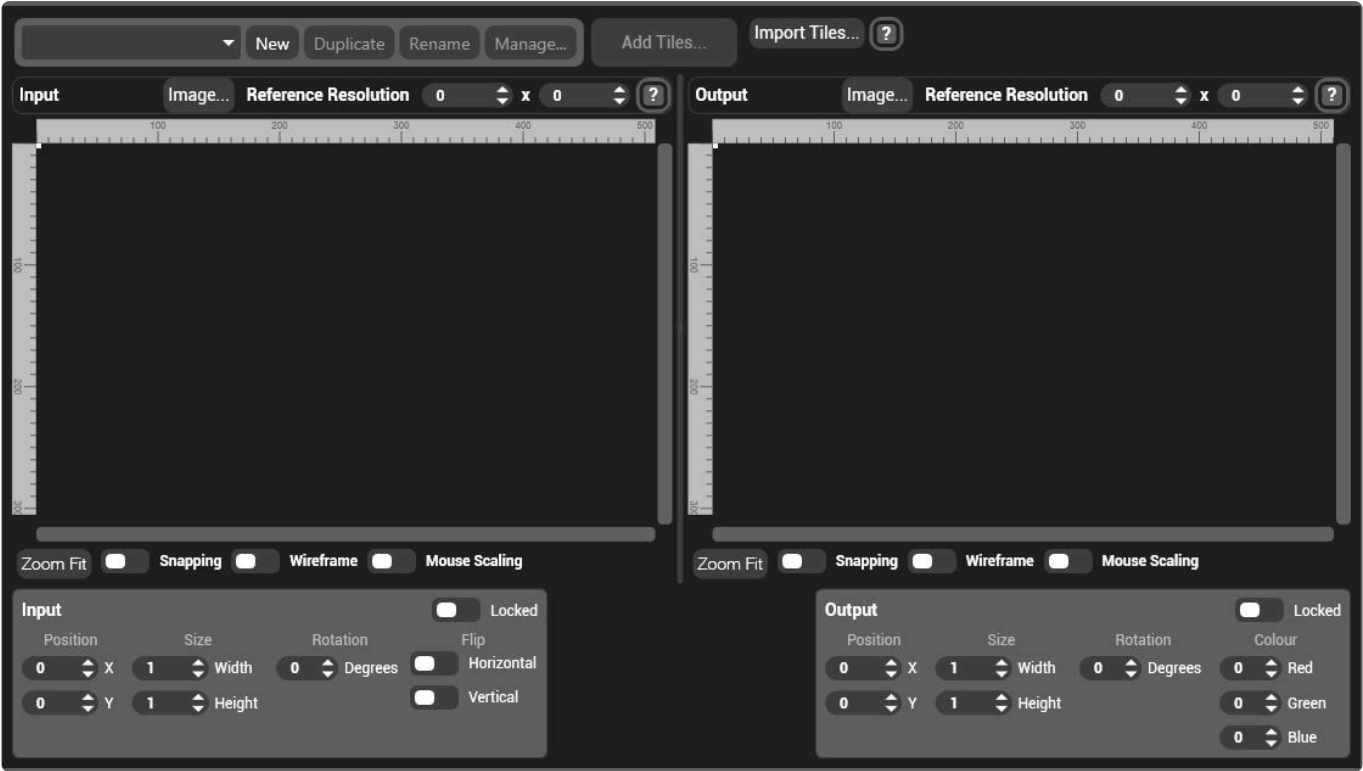 New Duplicate Rename Manage... Add Tiles... Import Tiles... ?
Input Image... Reference Resolution 0 x 0 ?
100 200 300 400 500
100
200
300
Zoom Fit Snapping Wireframe Mouse Scaling
Output Image... Reference Resolution 0 x 0 ?
100 200 300 400 500
100
200
300
Zoom Fit Snapping Wireframe Mouse Scaling
Input Locked
Position Size Rotation Flip
0 X 1 Width 0 Degrees Horizontal
0 Y 1 Height Vertical
Output Locked
Position Size Rotation Colour
0 X 1 Width 0 Degrees 0 Red
0 Y 1 Height 0 Green
0 Blue